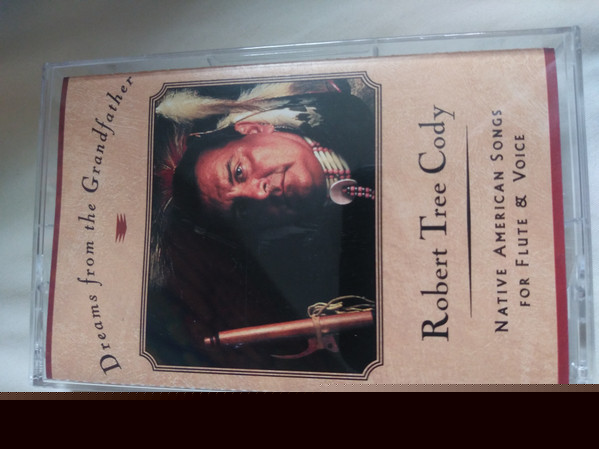 Dreams from the Grandfather
Robert Tree Cody
NATIVE AMERICAN SONGS
FOR FLUTE & VOICE